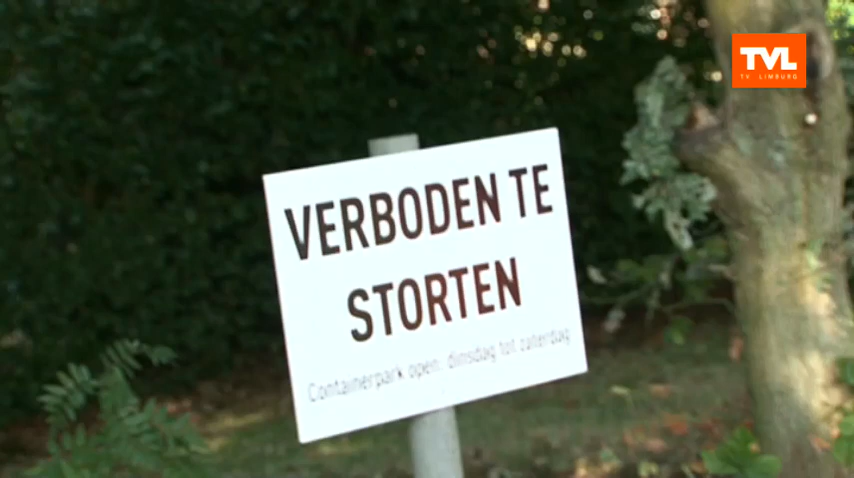 TVL
TV LIMBURG
VERBODEN TE
STORTEN
Containerpark open: dinsdag tot zaterdag